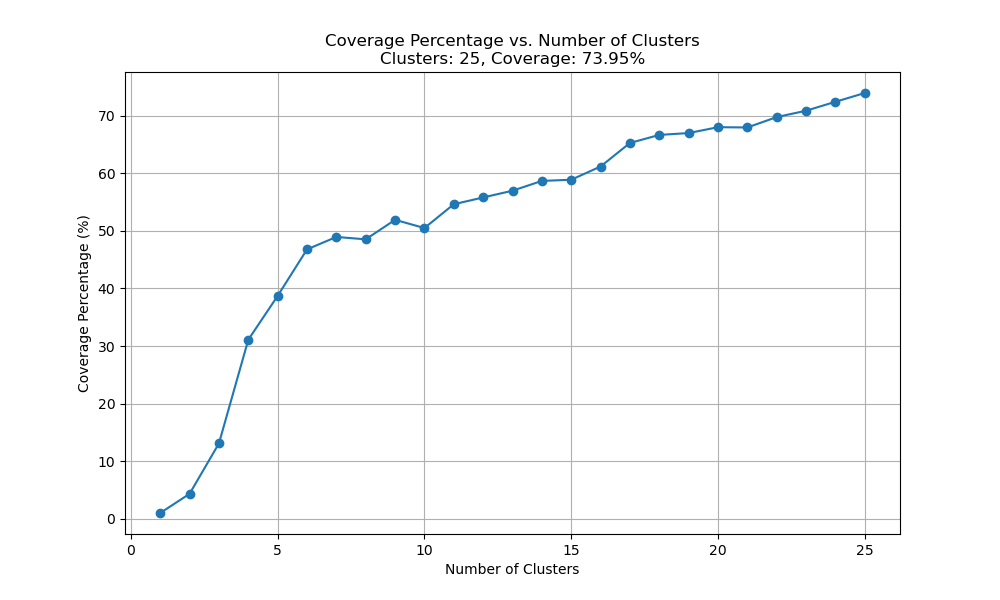 Coverage Percentage vs. Number of Clusters
Clusters: 25, Coverage: 73.95%
Coverage Percentage (%)
70
60
50
40
30
20
10
0
0 5 10 15 20 25
Number of Clusters